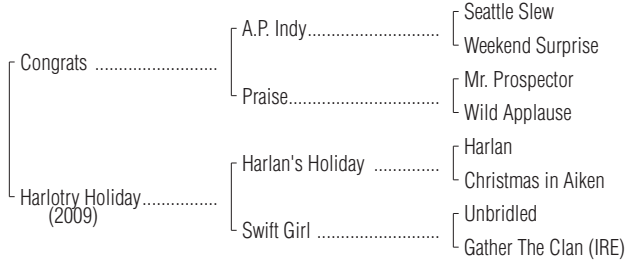 Seattle Slew
A.P. Indy........................................
Weekend Surprise
Congrats .....................................
Mr. Prospector
Praise..............................................
Wild Applause
Harlan
Harlan's Holiday ....................
Christmas in Aiken
Harlotry Holiday......................
(2009)
Unbridled
Swift Girl .....................................
Gather The Clan (IRE)